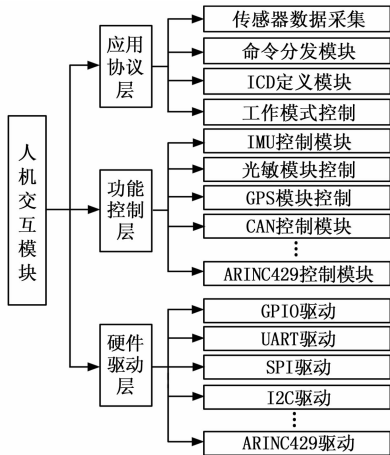 人机交互模块
应用
协议
层
传感器数据采集
命令分发模块
ICD定义模块
工作模式控制
功能
控制
层
IMU控制模块
光敏模块控制
GPS模块控制
CAN控制模块
ARINC429控制模块
硬件
驱动
层
GPIO驱动
UART驱动
SPI驱动
I2C驱动
ARINC429驱动